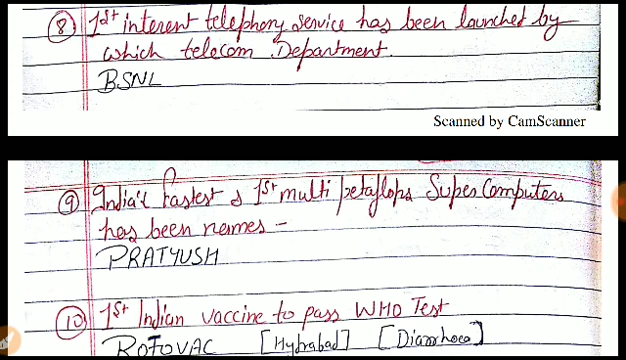 ⑧ 1st interent telephony service has been launched by
which telecom Department.
BSNL
Scanned by CamScanner
⑨ India's fastest & 1st multi petaflops Super Computers
has been names -
PRATYUSH
⑩ 1st Indian vaccine to pass WHO Test
ROTOVAC [Hydrabad] [Diarrhoea]